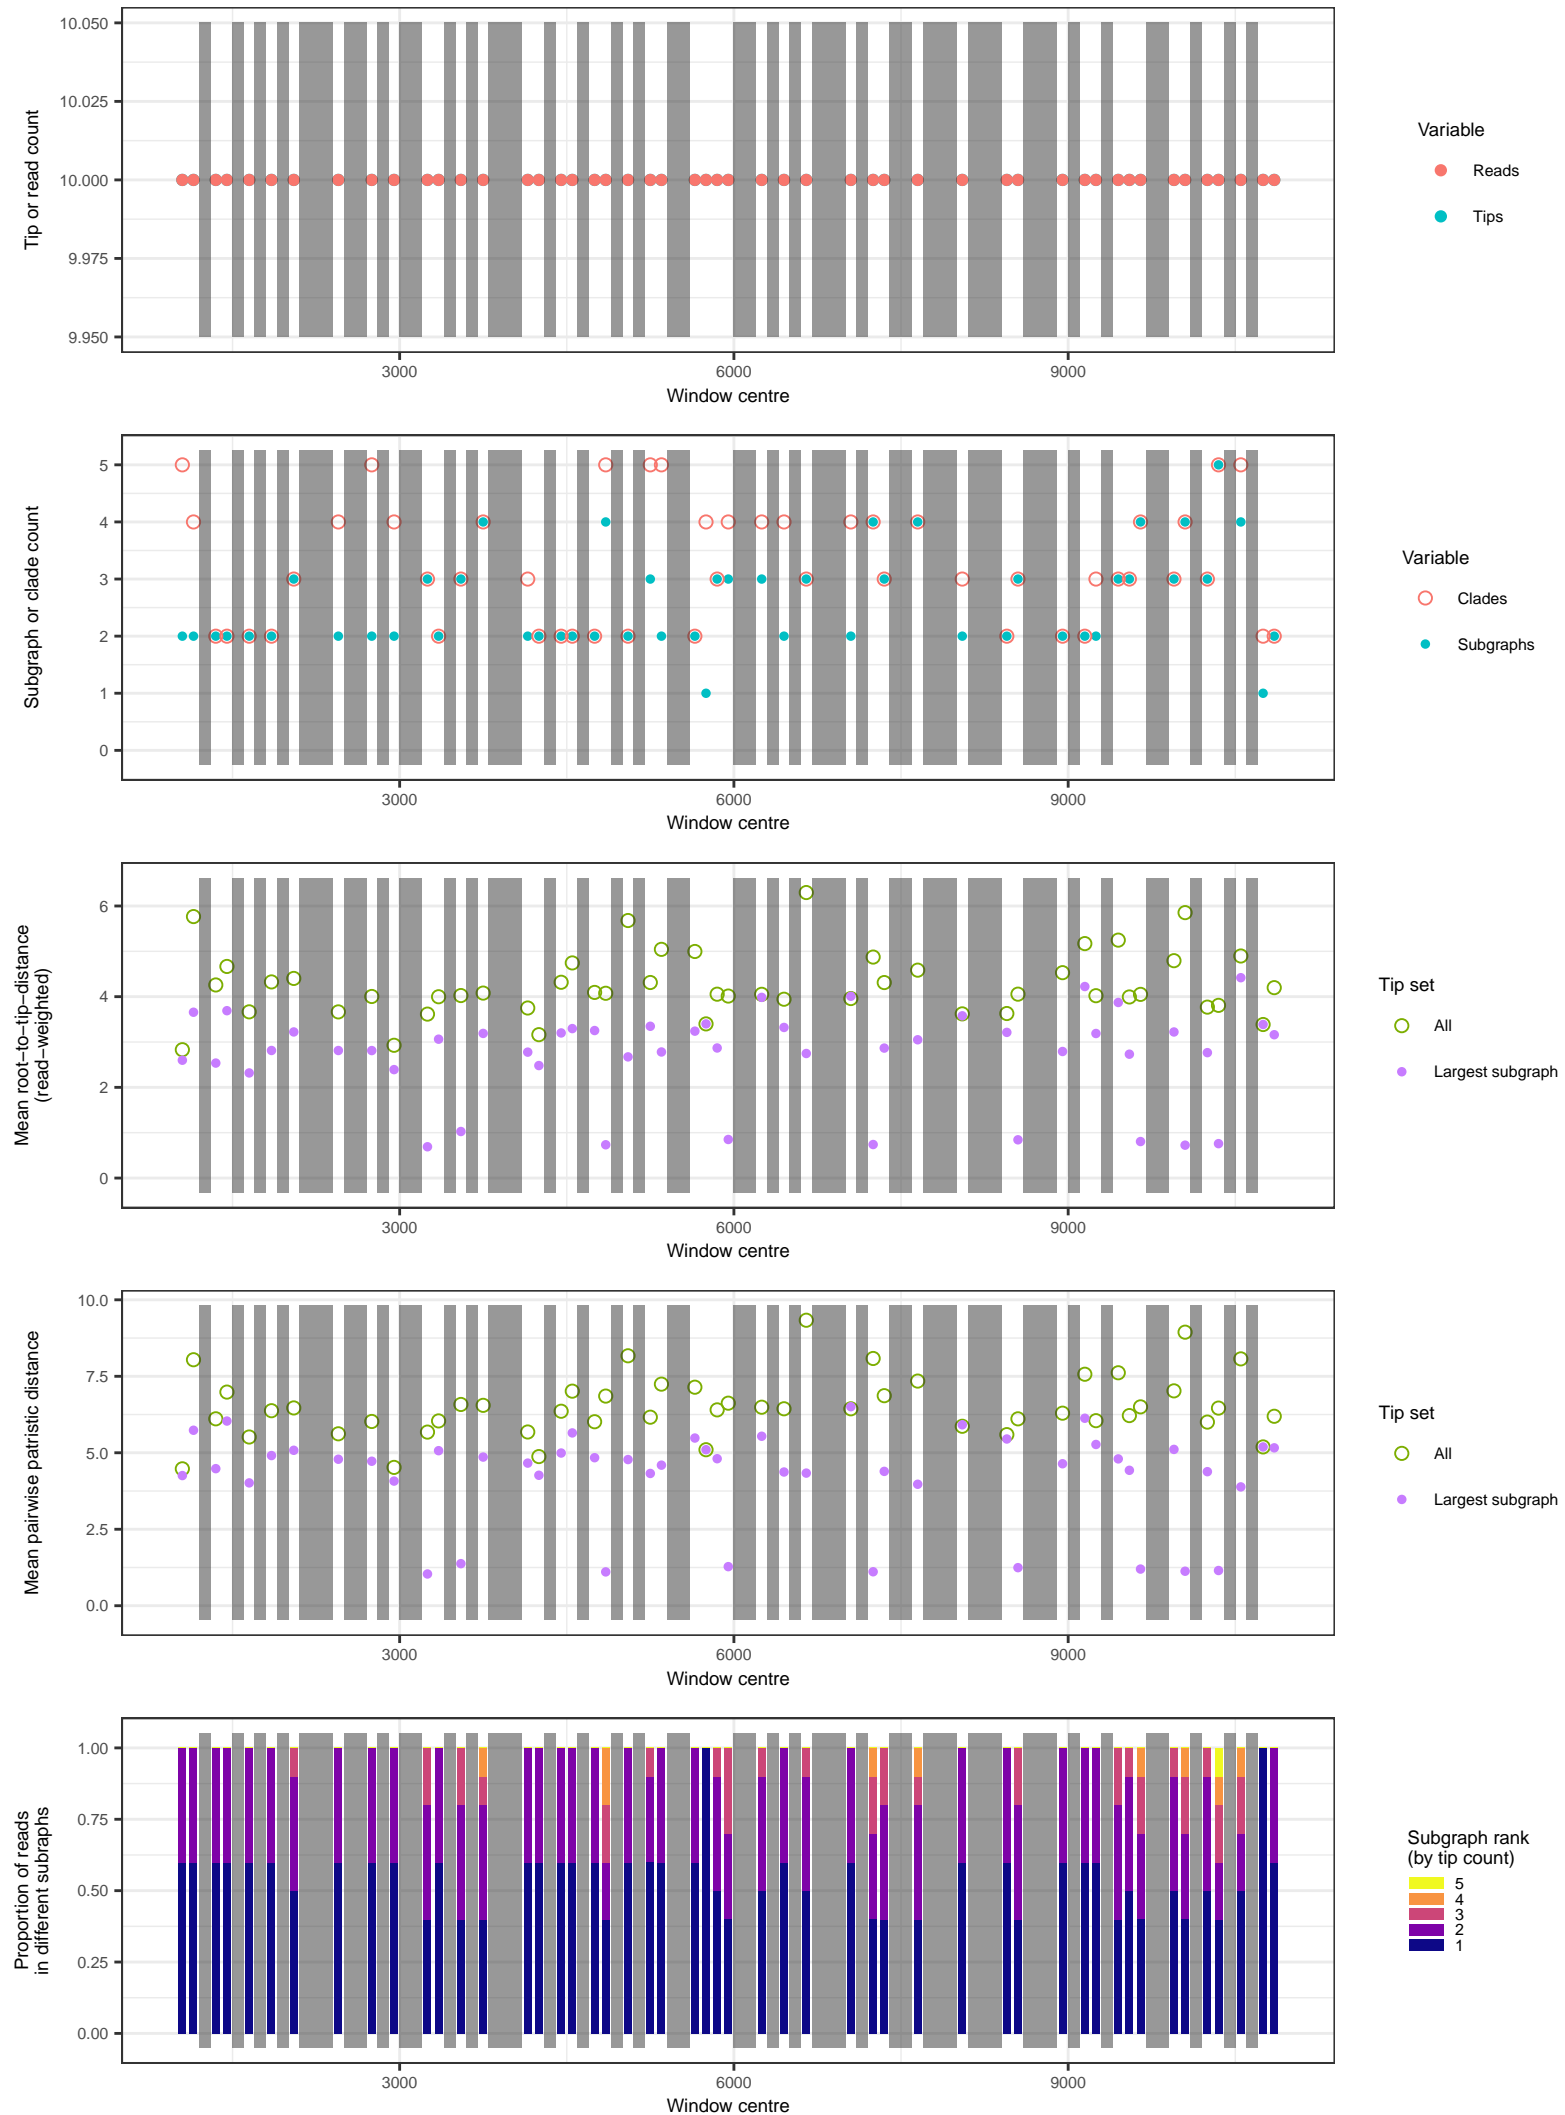 10.050
10.025
10.000
9.975
9.950
Tip or read count
3000
6000
9000
Window centre
Variable
Reads
Tips
5
4
3
2
1
0
Subgraph or clade count
3000
6000
9000
Window centre
Variable
Clades
Subgraphs
6
4
2
0
Mean root−to−tip−distance
(read−weighted)
3000
6000
9000
Window centre
Tip set
All
Largest subgraph
10.0
7.5
5.0
2.5
0.0
Mean pairwise patristic distance
3000
6000
9000
Window centre
Tip set
All
Largest subgraph
1.00
0.75
0.50
0.25
0.00
Proportion of reads
in different subraphs
3000
6000
9000
Window centre
Subgraph rank
(by tip count)
5
4
3
2
1